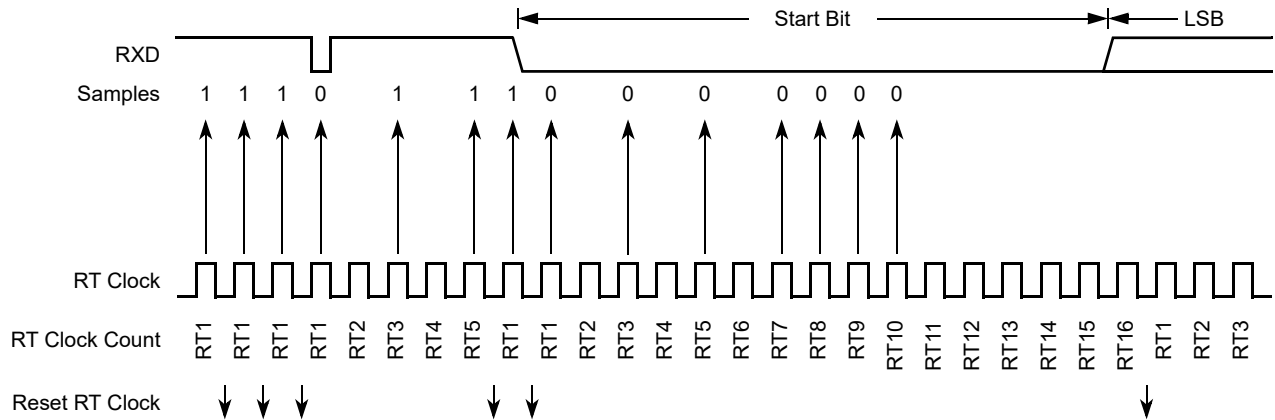 Start Bit LSB
RXD
Samples 1 1 1 0 1 1 1 0 0 0 0 0 0 0
RT Clock
RT Clock Count RT1 RT1 RT1 RT1 RT2 RT3 RT4 RT5 RT1 RT1 RT2 RT3 RT4 RT5 RT6 RT7 RT8 RT9 RT10 RT11 RT12 RT13 RT14 RT15 RT16 RT1 RT2 RT3
Reset RT Clock